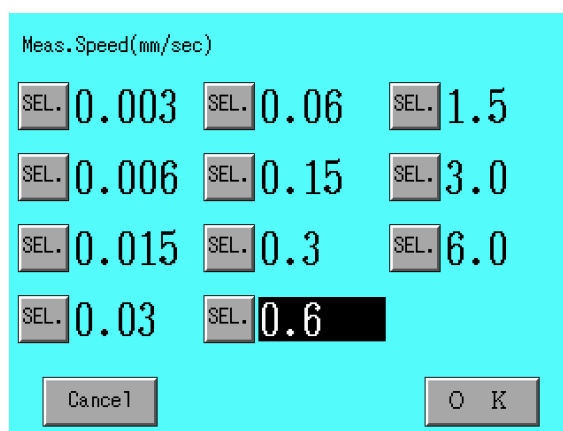 Meas.Speed(mm/sec)
SEL. 0.003 SEL. 0.06 SEL. 1.5
SEL. 0.006 SEL. 0.15 SEL. 3.0
SEL. 0.015 SEL. 0.3 SEL. 6.0
SEL. 0.03 SEL. 0.6
Cancel O K